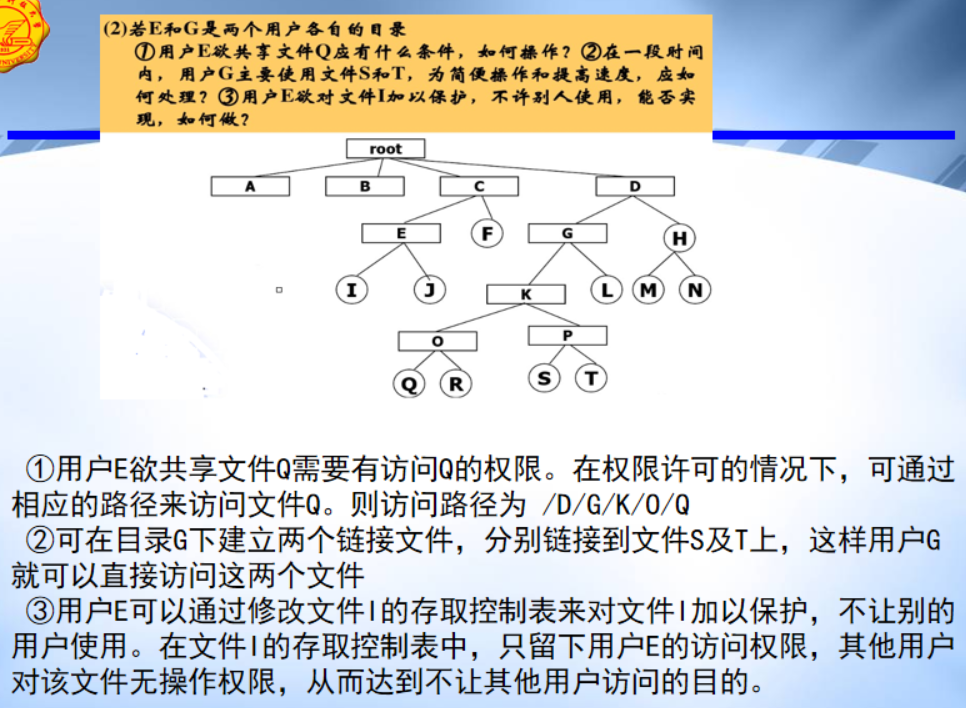 (2)若E和G是两个用户各自的目录
①用户E欲共享文件Q应有什么条件，如何操作？②在一段时间
内，用户G主要使用文件S和T，为简便操作和提高速度，应如
何处理？③用户E欲对文件I加以保护，不许别人使用，能否实
现，如何做？
root
A B C D
E F G H
I J K L M N
O P
Q R S T
①用户E欲共享文件Q需要有访问Q的权限。在权限许可的情况下，可通过
相应的路径来访问文件Q。则访问路径为 /D/G/K/O/Q
②可在目录G下建立两个链接文件，分别链接到文件S及T上，这样用户G
就可以直接访问这两个文件
③用户E可以通过修改文件I的存取控制表来对文件I加以保护，不让别的
用户使用。在文件I的存取控制表中，只留下用户E的访问权限，其他用户
对该文件无操作权限，从而达到不让其他用户访问的目的。